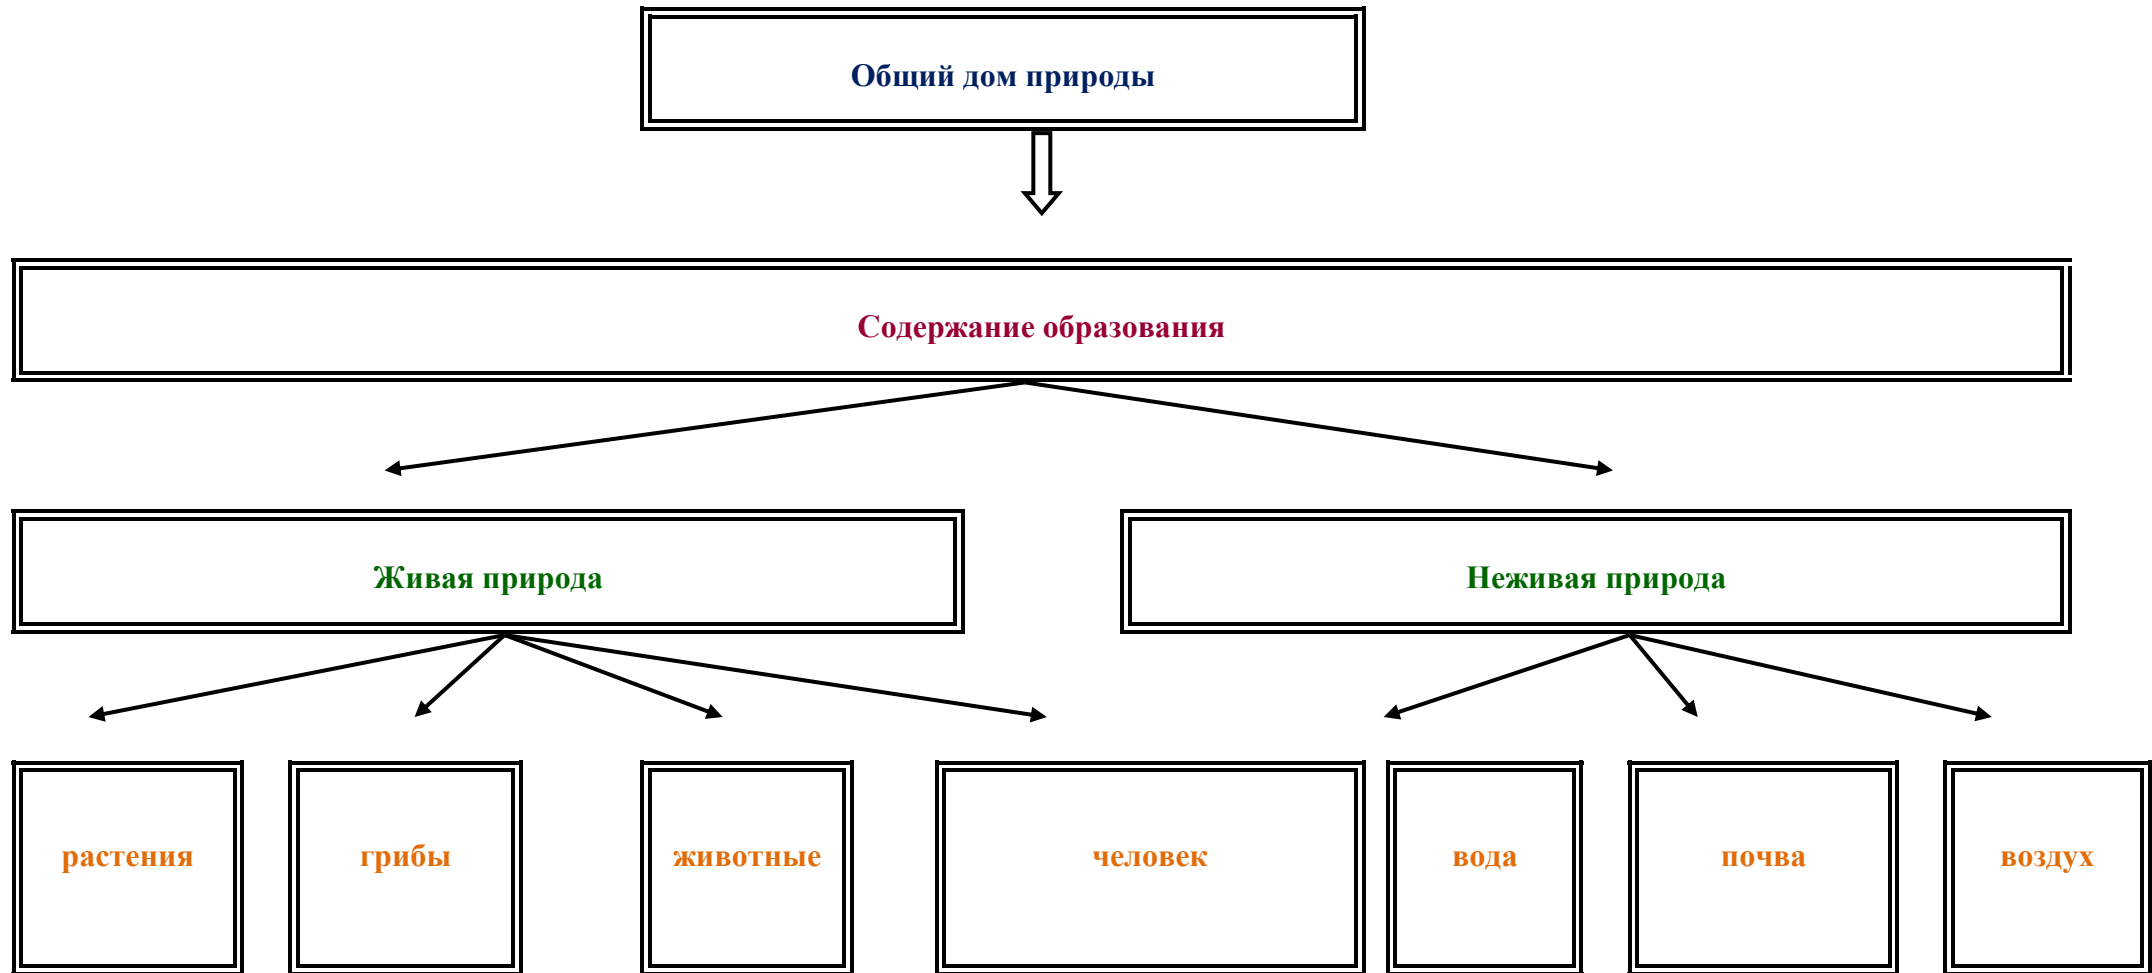 Общий дом природы
Содержание образования
Живая природа
Неживая природа
растения
грибы
животные
человек
вода
почва
воздух